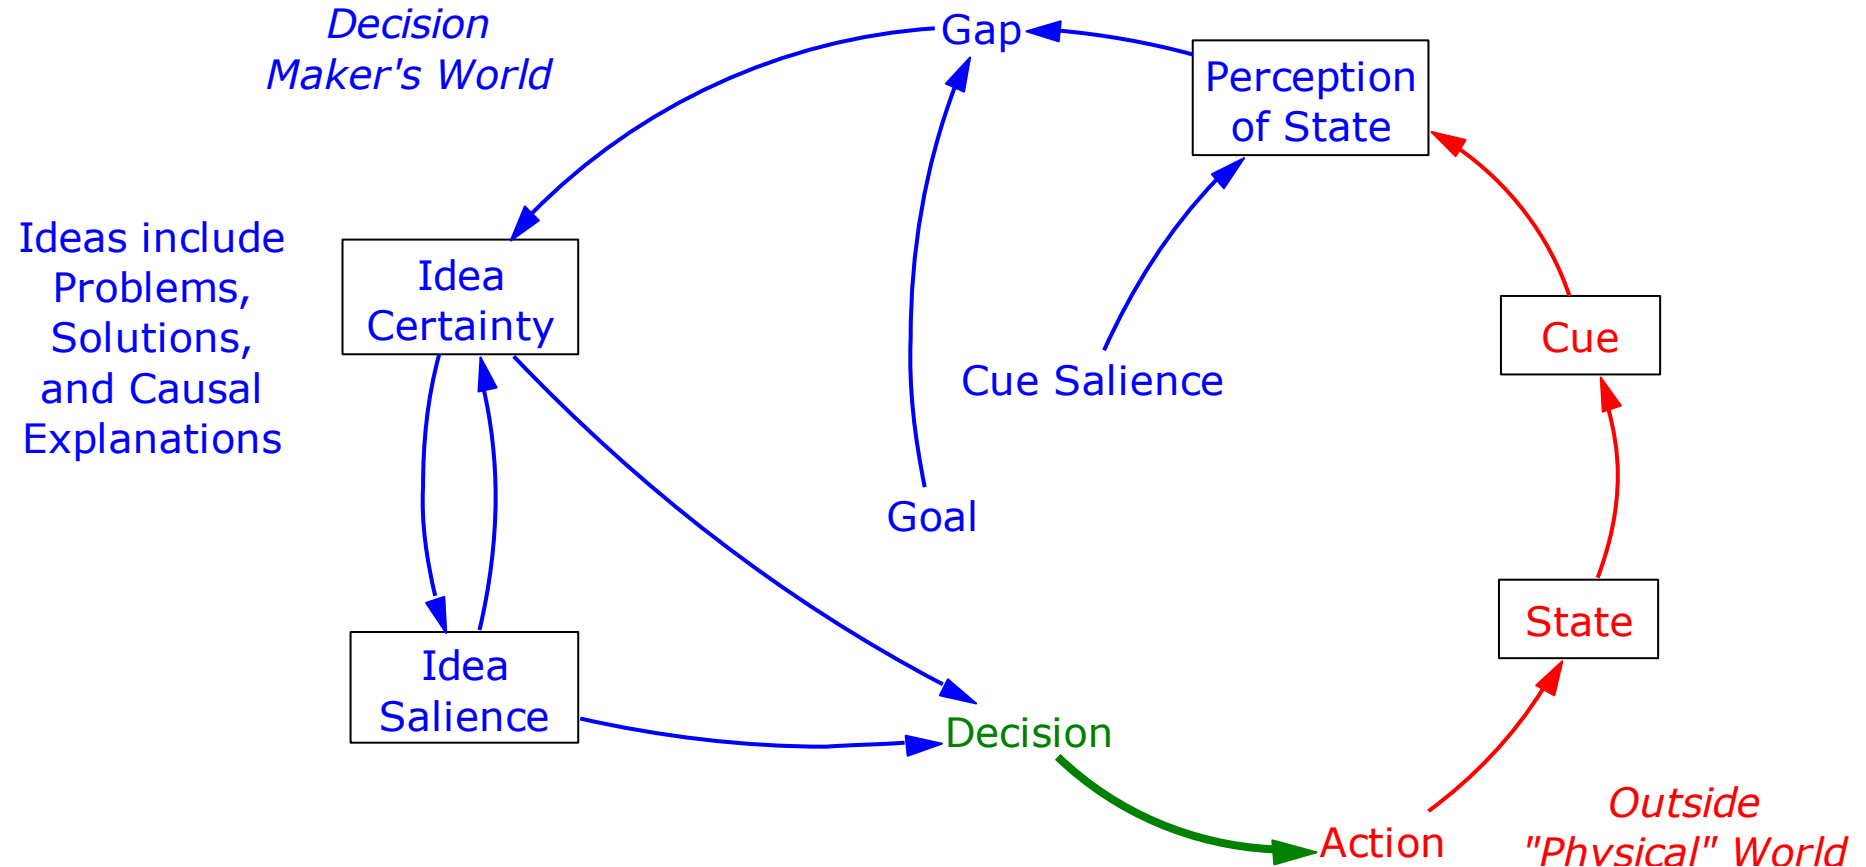 Decision
Maker's World
Gap
Perception
of State
Ideas include
Problems,
Solutions,
and Causal
Explanations
Idea
Certainty
Cue Salience
Cue
Goal
State
Idea
Salience
Decision
Action
Outside
"Physical" World